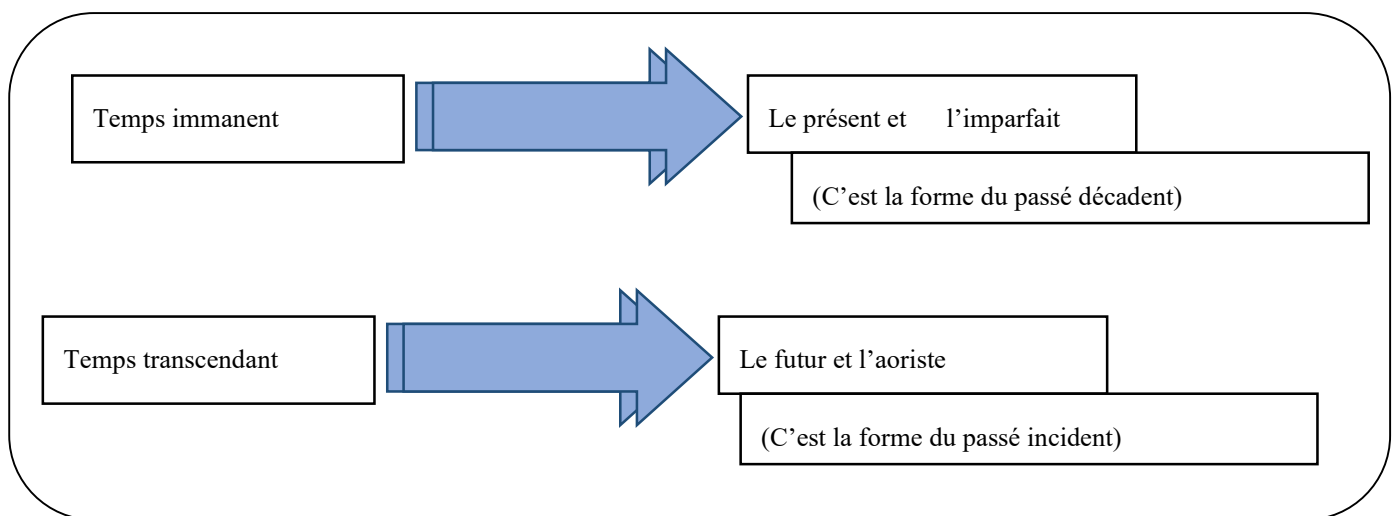 Temps immanent
Le présent et l’imparfait
(C’est la forme du passé décadent)
Temps transcendant
Le futur et l’aoriste
(C’est la forme du passé incident)